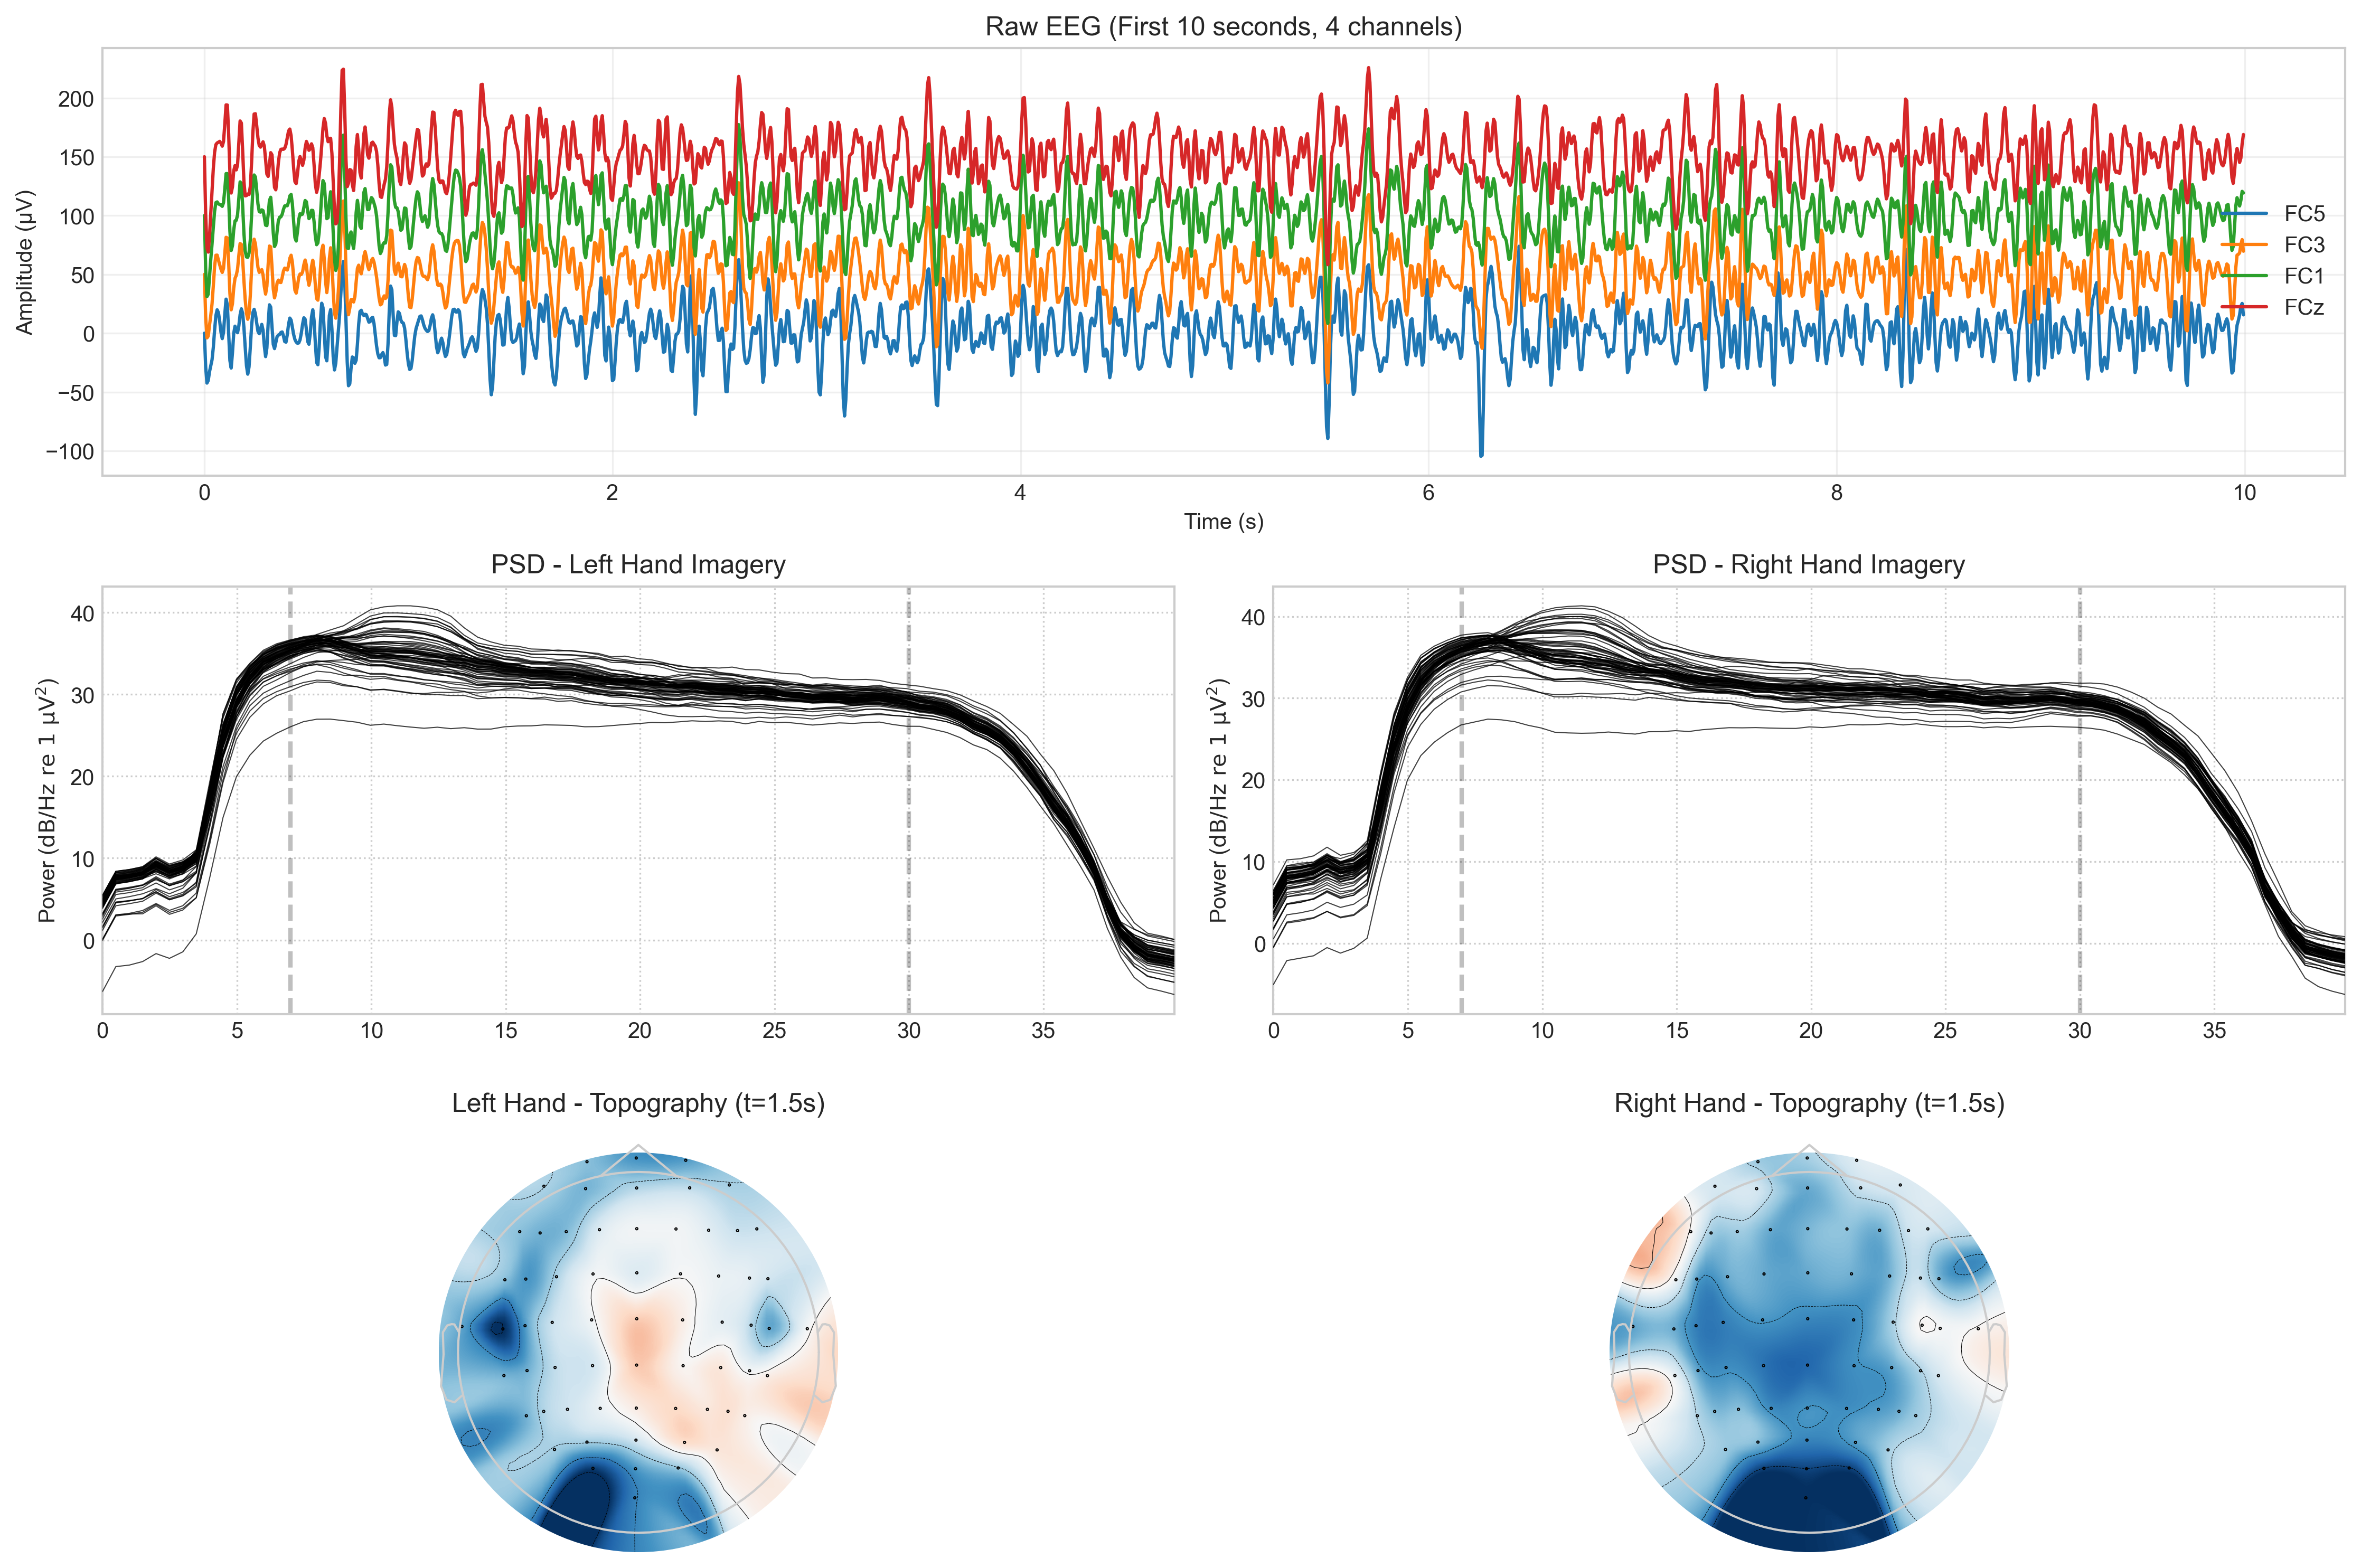 Raw EEG (First 10 seconds, 4 channels)
Amplitude (µV)
200
150
100
50
0
−50
−100
FC5
FC3
FC1
FCz
0 2 4 6 8 10
Time (s)
PSD - Left Hand Imagery
Power (dB/Hz re 1 µV²)
40
30
20
10
0
0 5 10 15 20 25 30 35
PSD - Right Hand Imagery
Power (dB/Hz re 1 µV²)
40
30
20
10
0
0 5 10 15 20 25 30 35
Left Hand - Topography (t=1.5s)
Right Hand - Topography (t=1.5s)